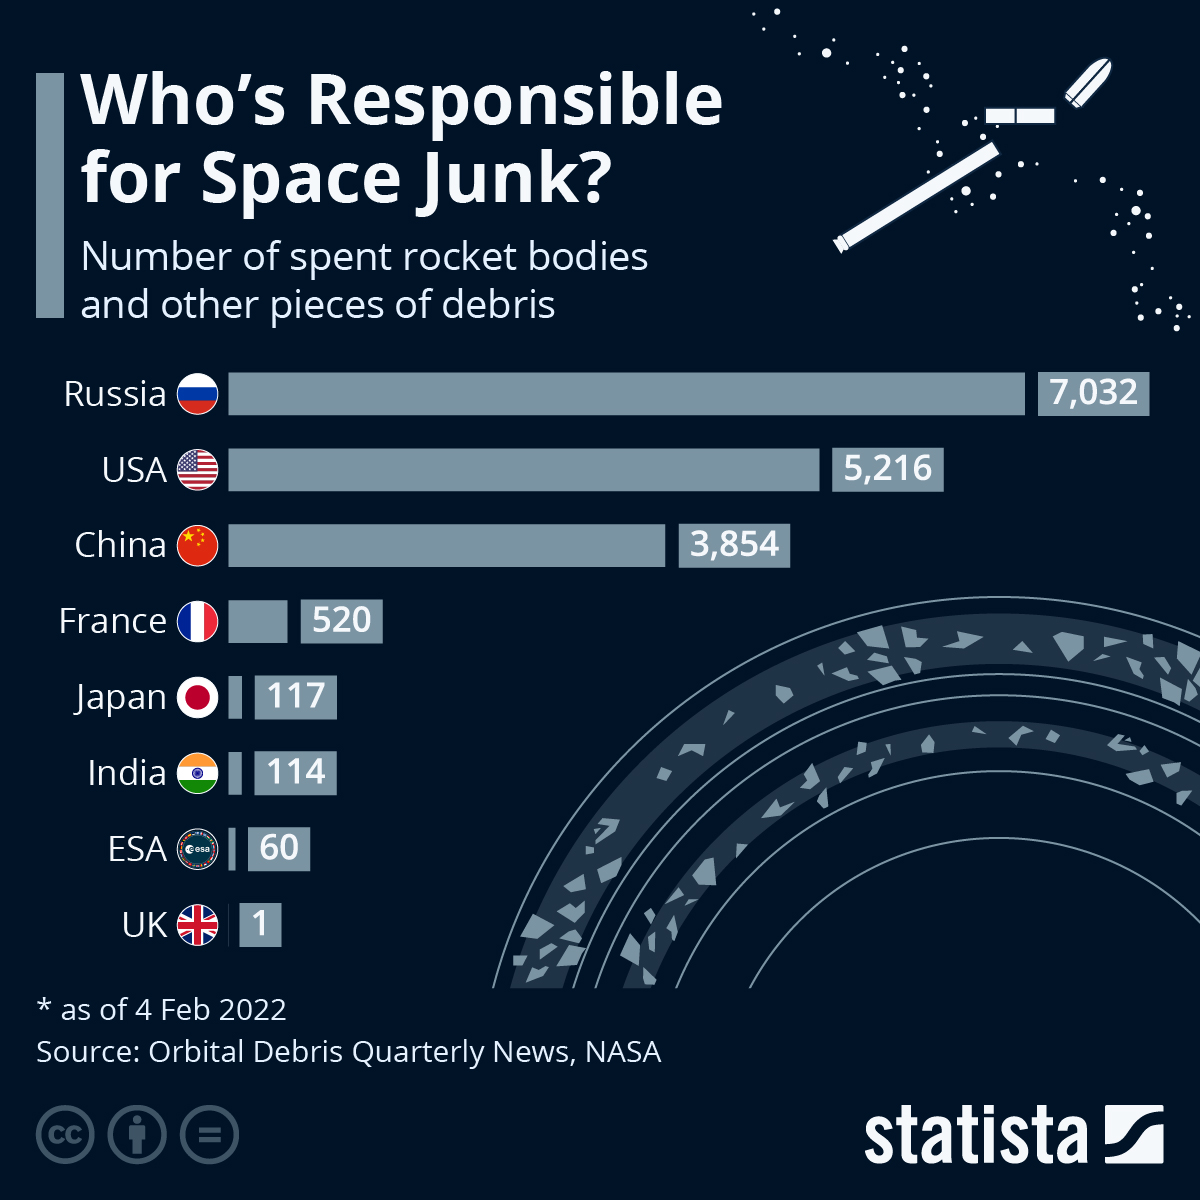 Who's Responsible
for Space Junk?
Number of spent rocket bodies
and other pieces of debris
Russia 7,032
USA 5,216
China 3,854
France 520
Japan 117
India 114
ESA esa 60
UK 1
* as of 4 Feb 2022
Source: Orbital Debris Quarterly News, NASA
cc
statista